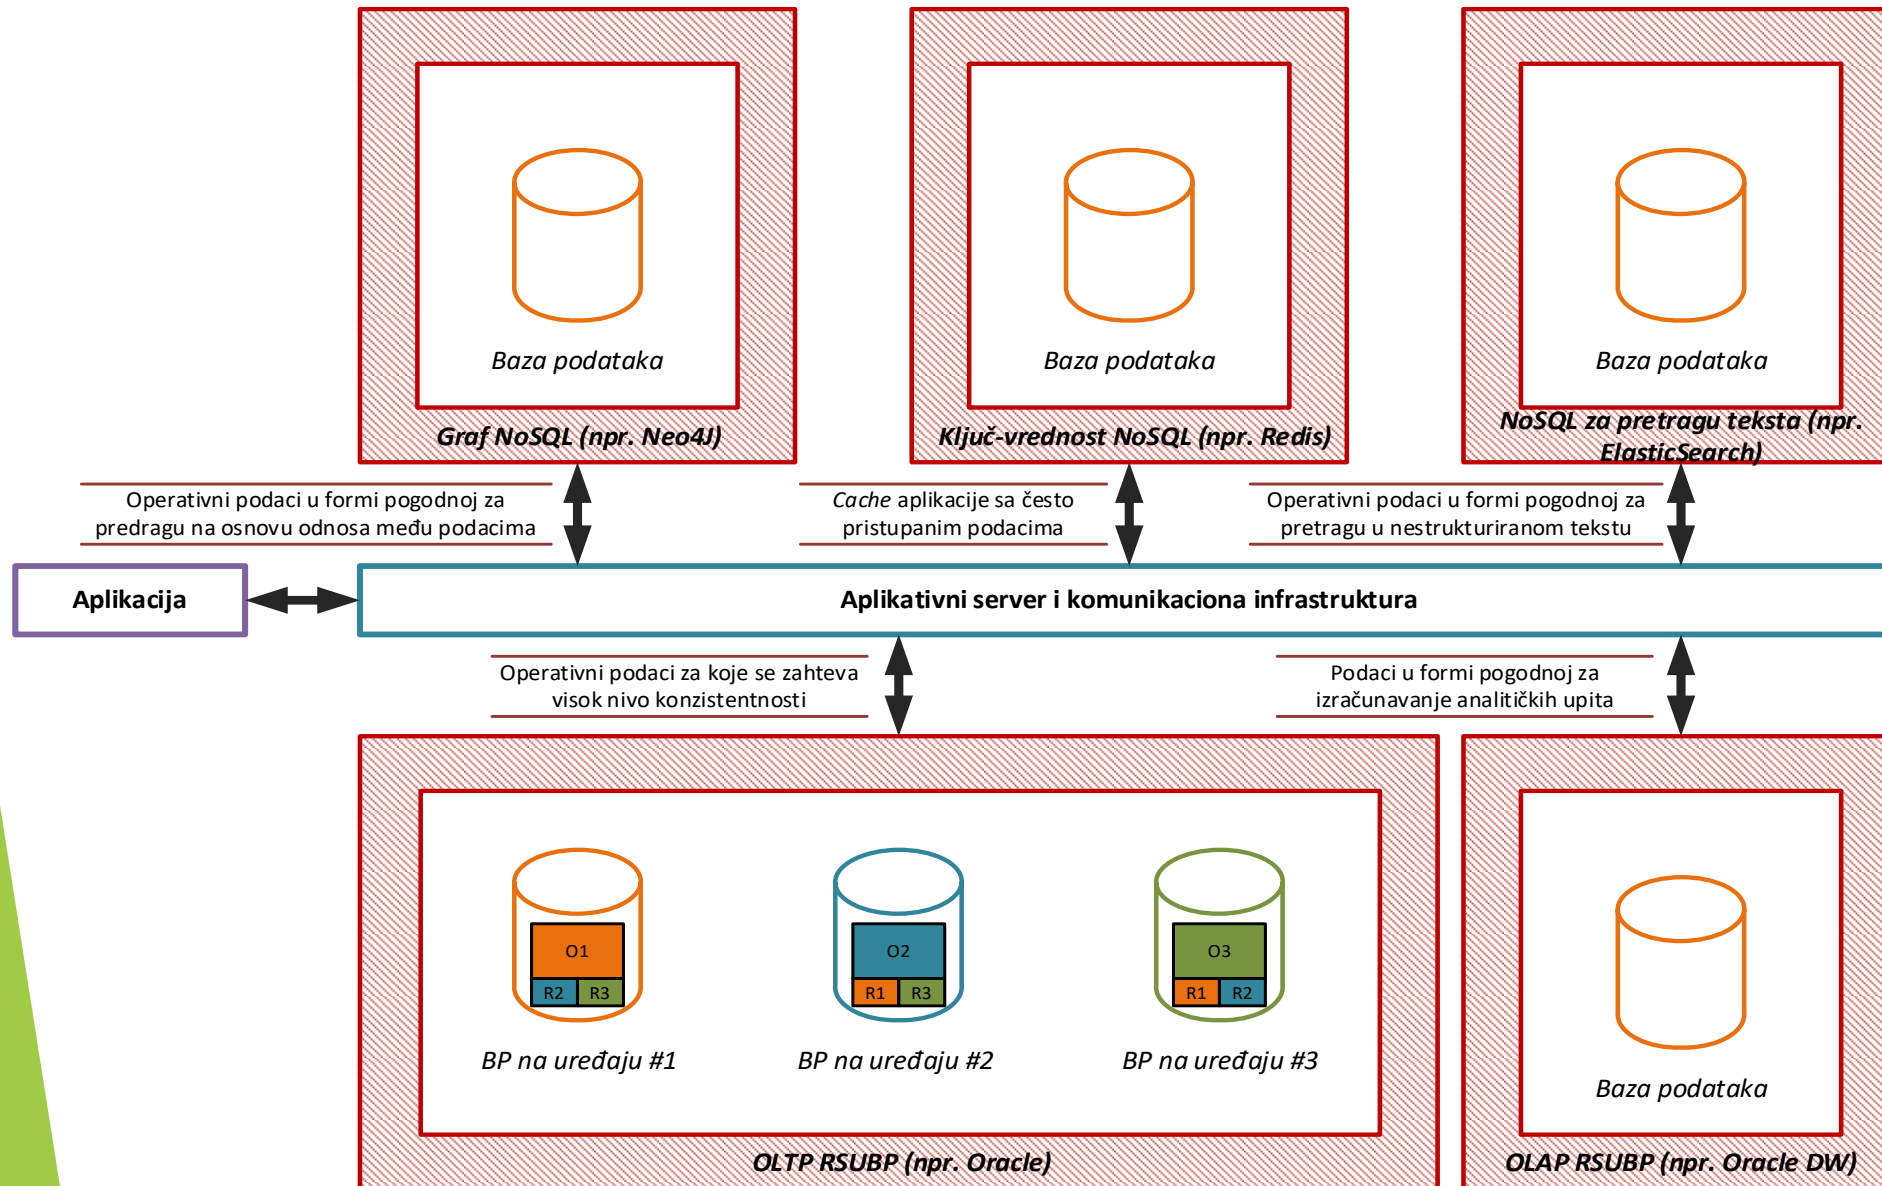 Baza podataka
Graf NoSQL (npr. Neo4J)
Baza podataka
Ključ-vrednost NoSQL (npr. Redis)
Baza podataka
NoSQL za pretragu teksta (npr.
ElasticSearch)
Operativni podaci u formi pogodnoj za
predragu na osnovu odnosa među podacima
Cache aplikacije sa često
pristupanim podacima
Operativni podaci u formi pogodnoj za
pretragu u nestrukturiranom tekstu
Aplikacija
Aplikativni server i komunikaciona infrastruktura
Operativni podaci za koje se zahteva
visok nivo konzistentnosti
Podaci u formi pogodnoj za
izračunavanje analitičkih upita
O1
R2 R3
BP na uređaju #1
O2
R1 R3
BP na uređaju #2
O3
R1 R2
BP na uređaju #3
OLTP RSUBP (npr. Oracle)
Baza podataka
OLAP RSUBP (npr. Oracle DW)